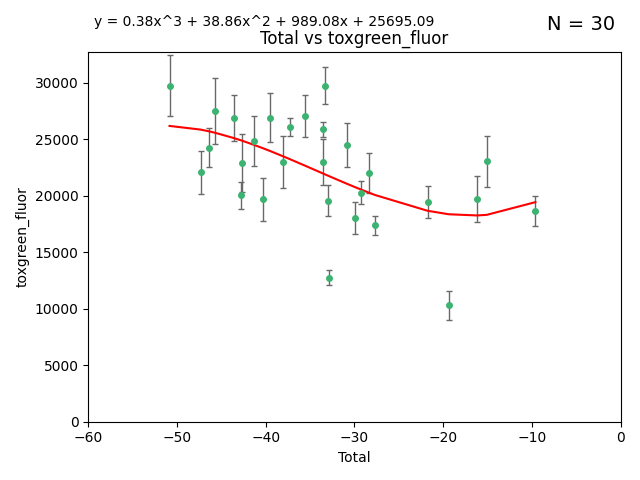 y = 0.38x^3 + 38.86x^2 + 989.08x + 25695.09
N = 30
Total vs toxgreen_fluor
30000
25000
20000
15000
10000
5000
0
toxgreen_fluor
−60 −50 −40 −30 −20 −10 0
Total